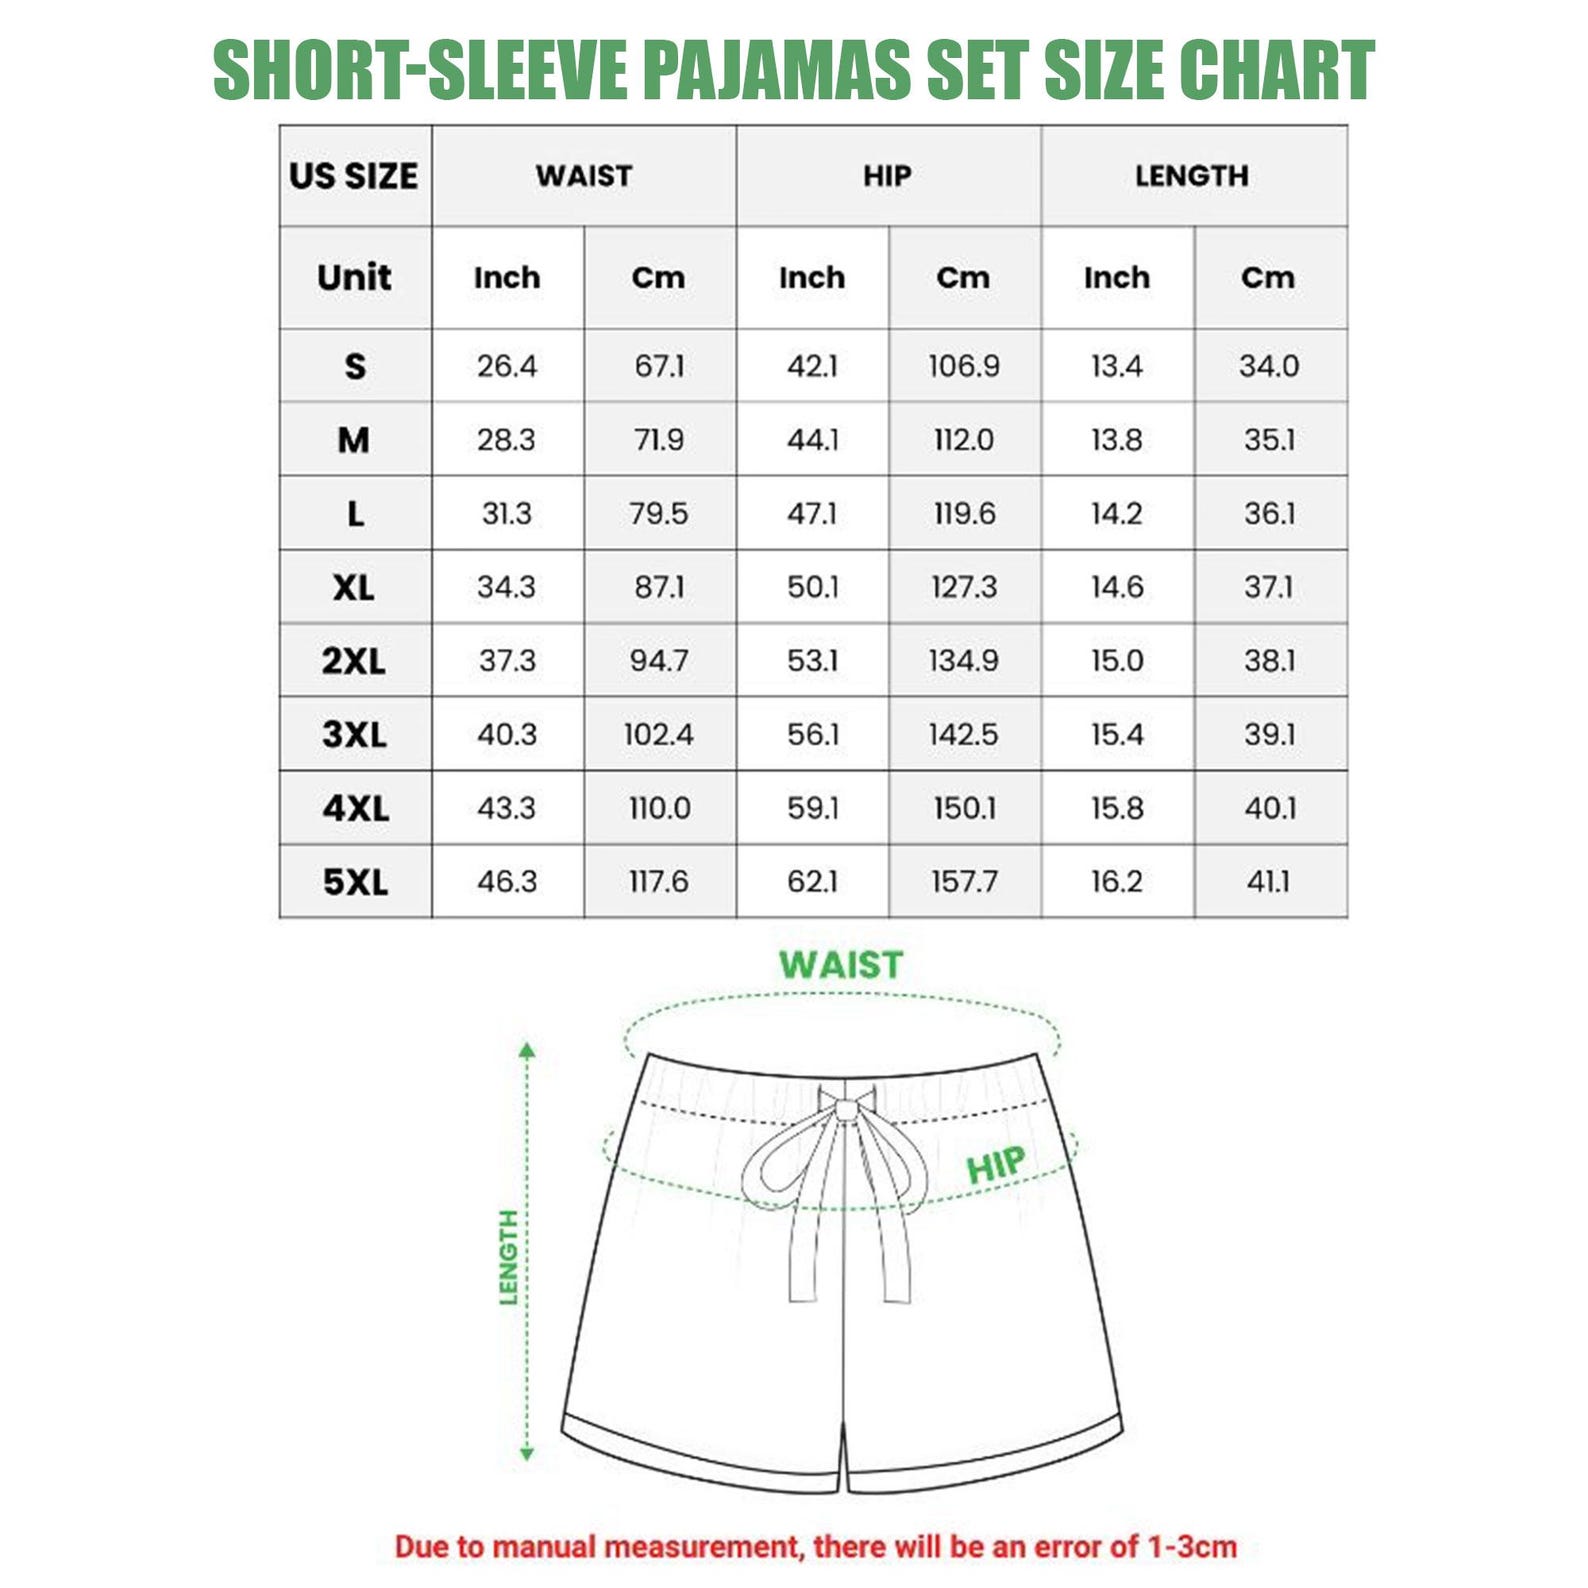 SHORT-SLEEVE PAJAMAS SET SIZE CHART
US SIZE WAIST HIP LENGTH
Unit Inch Cm Inch Cm Inch Cm
S 26.4 67.1 42.1 106.9 13.4 34.0
M 28.3 71.9 44.1 112.0 13.8 35.1
L 31.3 79.5 47.1 119.6 14.2 36.1
XL 34.3 87.1 50.1 127.3 14.6 37.1
2XL 37.3 94.7 53.1 134.9 15.0 38.1
3XL 40.3 102.4 56.1 142.5 15.4 39.1
4XL 43.3 110.0 59.1 150.1 15.8 40.1
5XL 46.3 117.6 62.1 157.7 16.2 41.1
WAIST
HIP
LENGTH
Due to manual measurement, there will be an error of 1-3cm